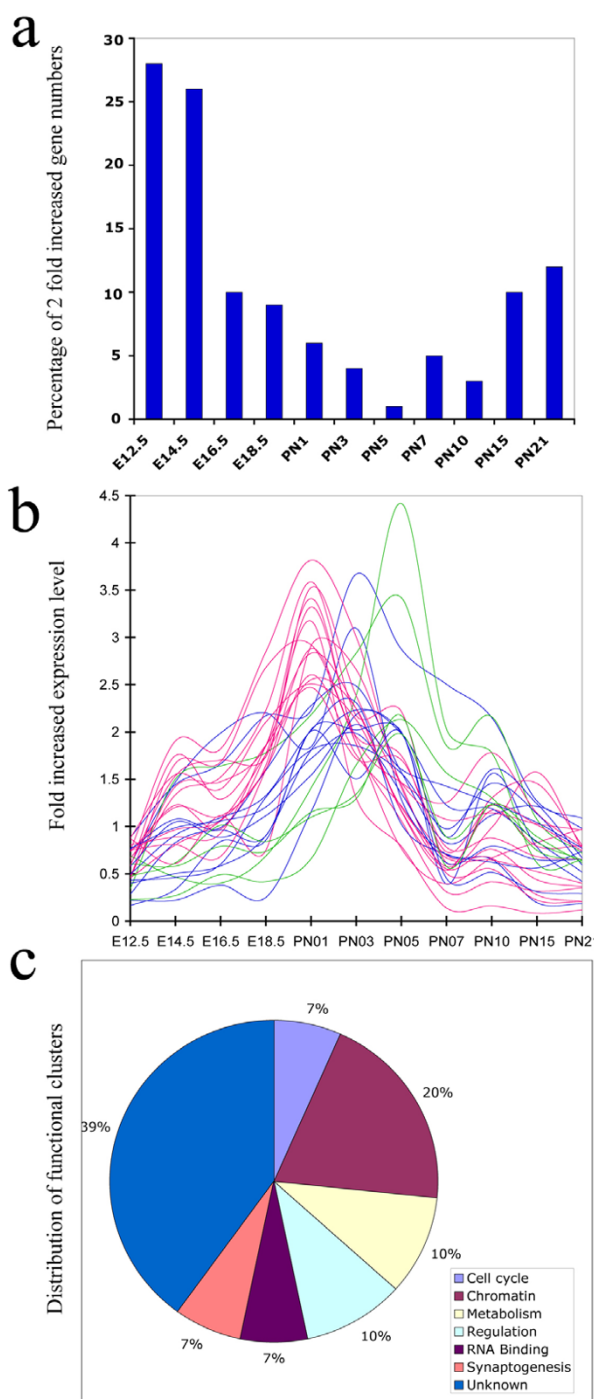 a
Percentage of 2 fold increased gene numbers
30
25
20
15
10
5
0
E12.5
E14.5
E16.5
E18.5
PN1
PN3
PN5
PN7
PN10
PN15
PN21
b
Fold increased expression level
4.5
4
3.5
3
2.5
2
1.5
1
0.5
0
E12.5 E14.5 E16.5 E18.5 PN01 PN03 PN05 PN07 PN10 PN15 PN21
c
Distribution of functional clusters
7%
20%
39%
10%
10%
7%
7%
Cell cycle
Chromatin
Metabolism
Regulation
RNA Binding
Synaptogenesis
Unknown